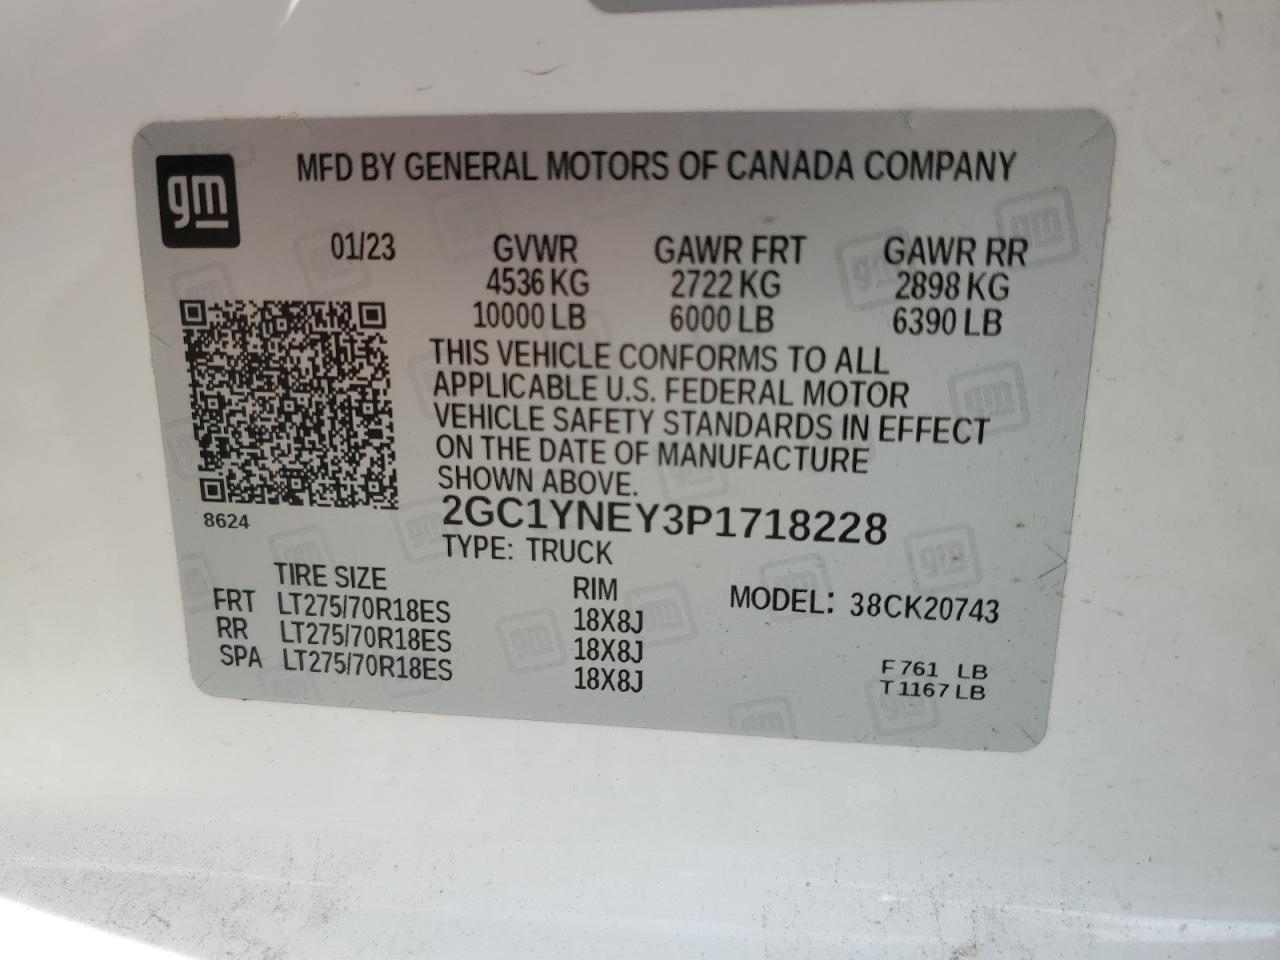 gm
MFD BY GENERAL MOTORS OF CANADA COMPANY
01/23 GVWR GAWR FRT GAWR RR
4536 KG 2722 KG 2898 KG
10000 LB 6000 LB 6390 LB
THIS VEHICLE CONFORMS TO ALL
APPLICABLE U.S. FEDERAL MOTOR
VEHICLE SAFETY STANDARDS IN EFFECT
ON THE DATE OF MANUFACTURE
SHOWN ABOVE.
8624
2GC1YNEY3P1718228
TYPE: TRUCK
TIRE SIZE RIM
FRT LT275/70R18ES 18X8J
RR LT275/70R18ES 18X8J
SPA LT275/70R18ES 18X8J
MODEL: 38CK20743
F 761 LB
T 1167 LB